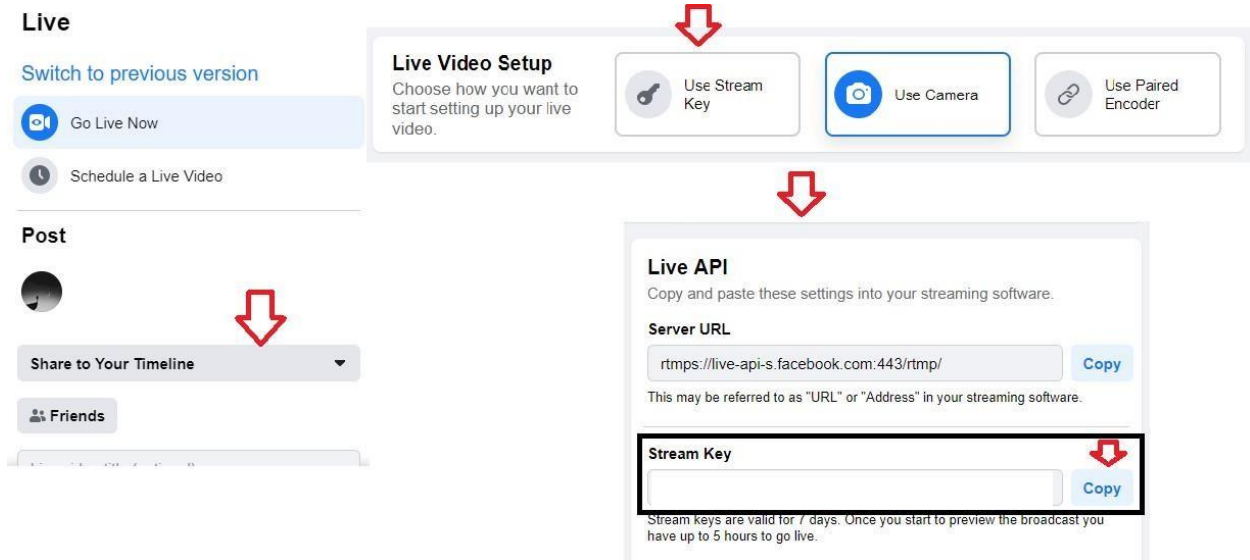 Live
Switch to previous version
Go Live Now
Schedule a Live Video
Post
Share to Your Timeline
Friends
Live Video Setup
Choose how you want to
start setting up your live
video.
Use Stream
Key
Use Camera
Use Paired
Encoder
Live API
Copy and paste these settings into your streaming software.
Server URL
rtmps://live-api-s.facebook.com:443/rtmp/
Copy
This may be referred to as "URL" or "Address" in your streaming software.
Stream Key
Copy
Stream keys are valid for 7 days. Once you start to preview the broadcast you
have up to 5 hours to go live.